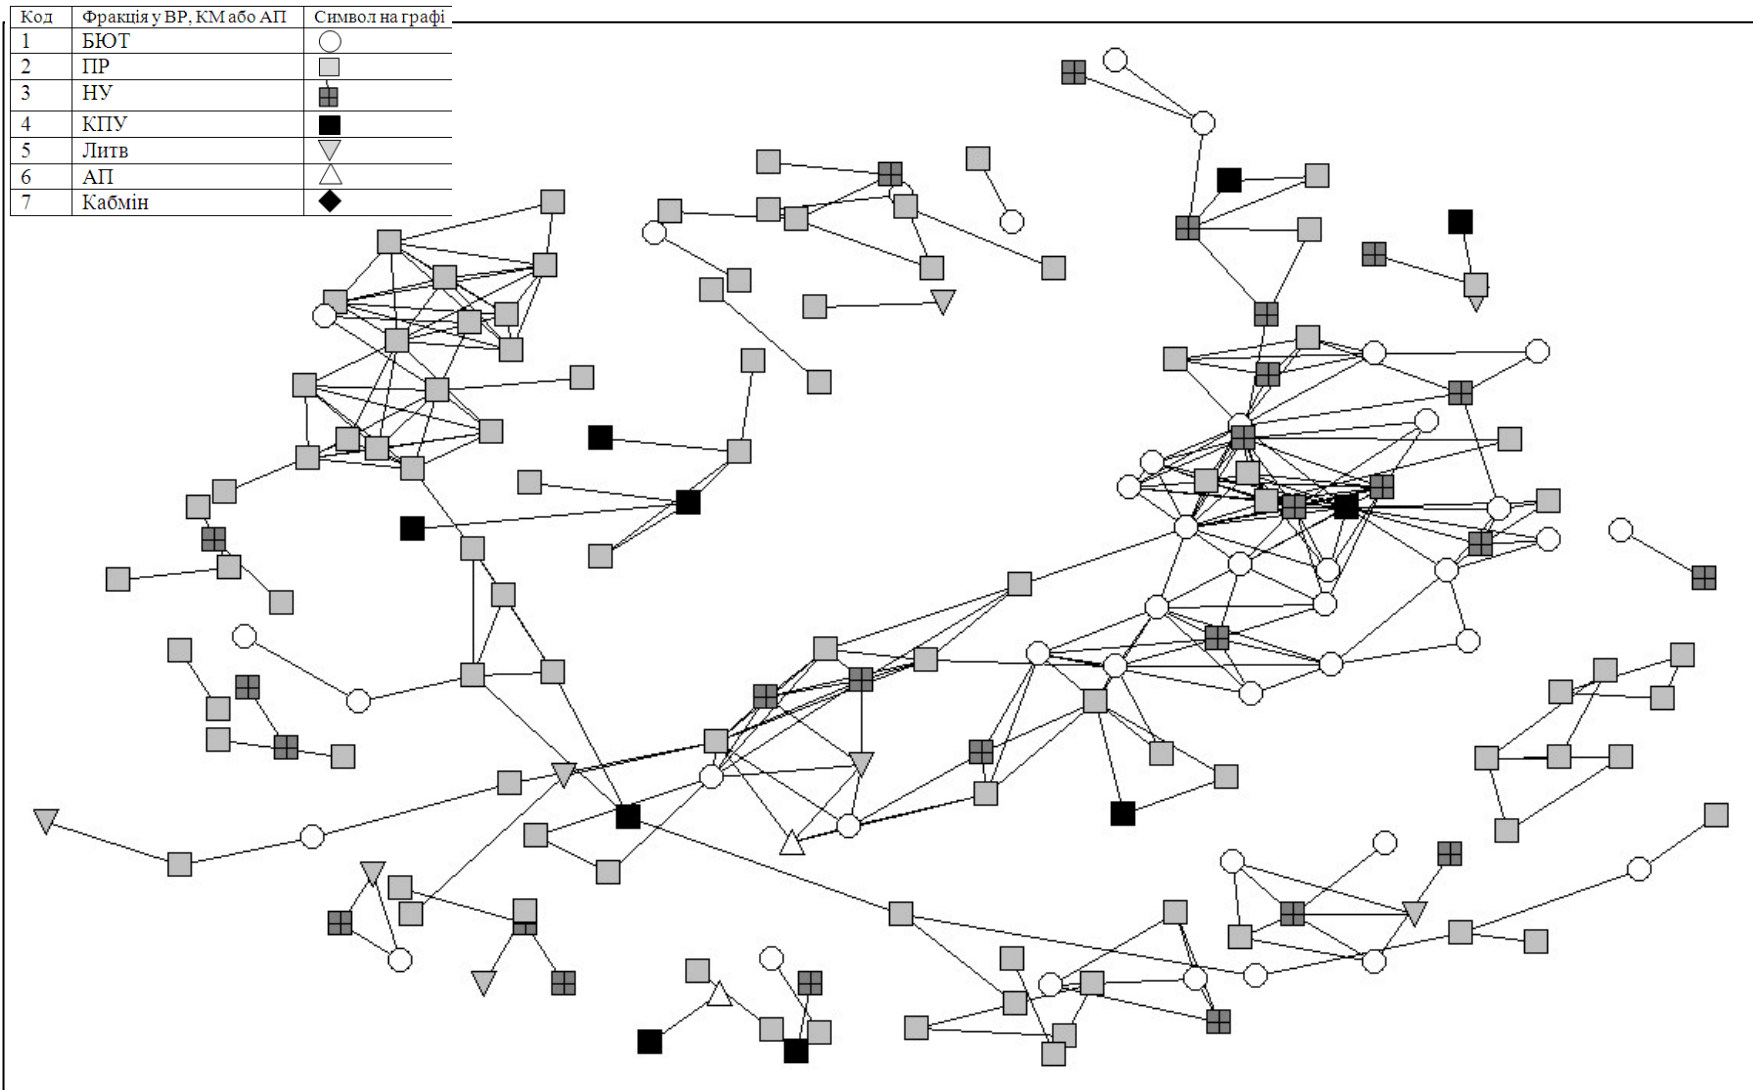 Код Фракція у ВР, КМ або АП Символ на графі
1 БЮТ
2 ПР
3 НУ
4 КПУ
5 Литв
6 АП
7 Кабмін